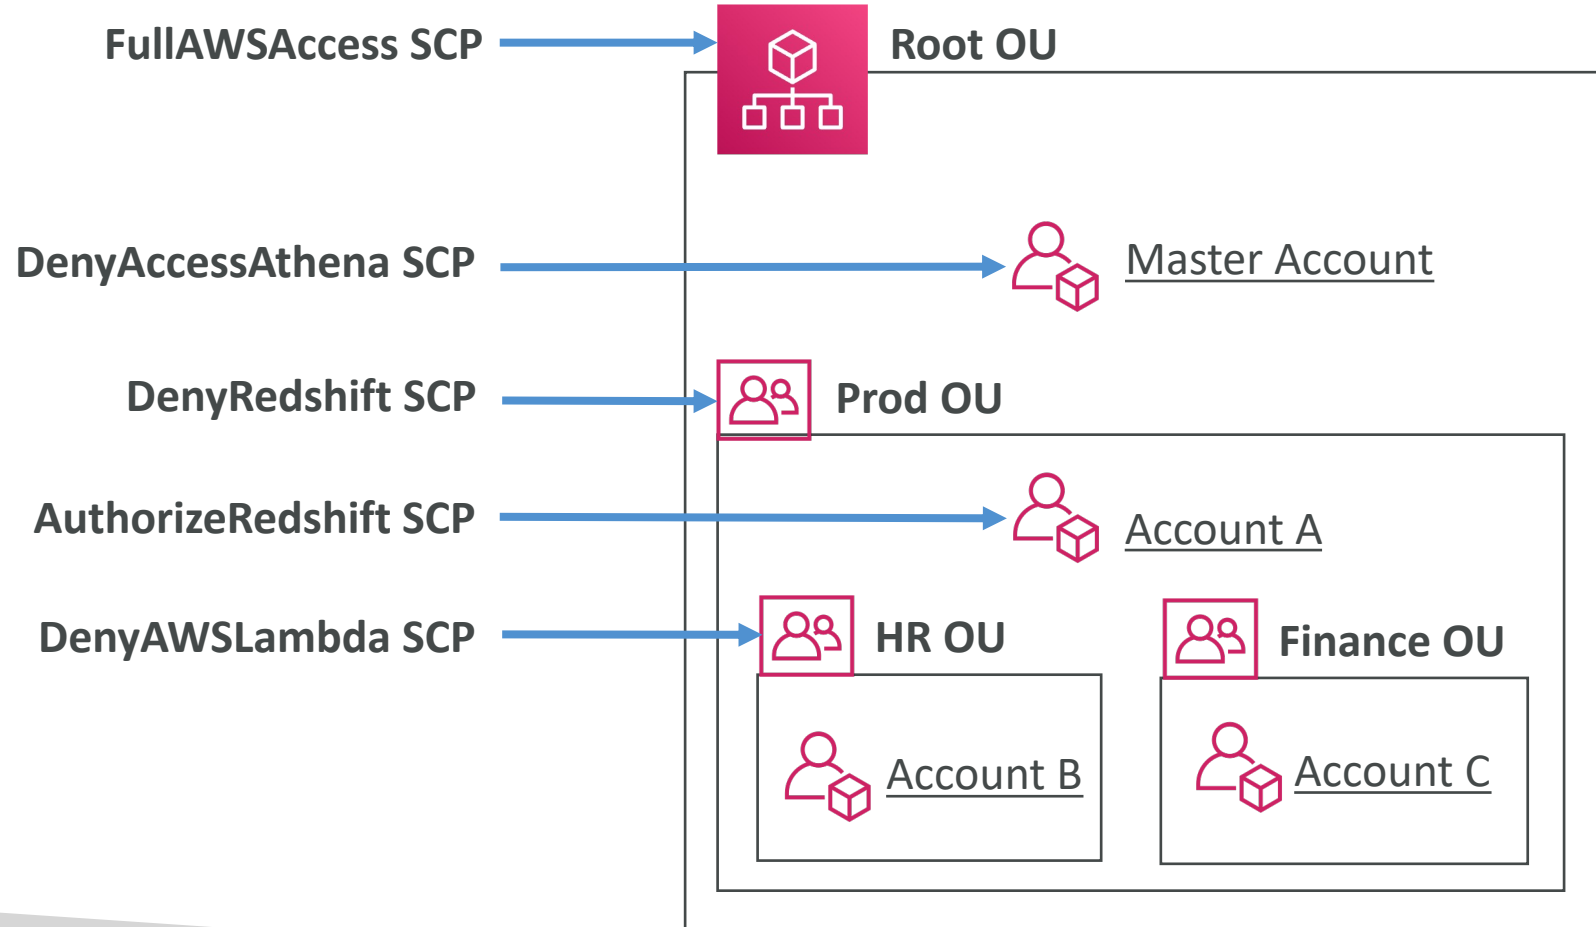 FullAWSAccess SCP
Root OU
DenyAccessAthena SCP
Master Account
DenyRedshift SCP
Prod OU
AuthorizeRedshift SCP
Account A
DenyAWSLambda SCP
HR OU
Finance OU
Account B
Account C